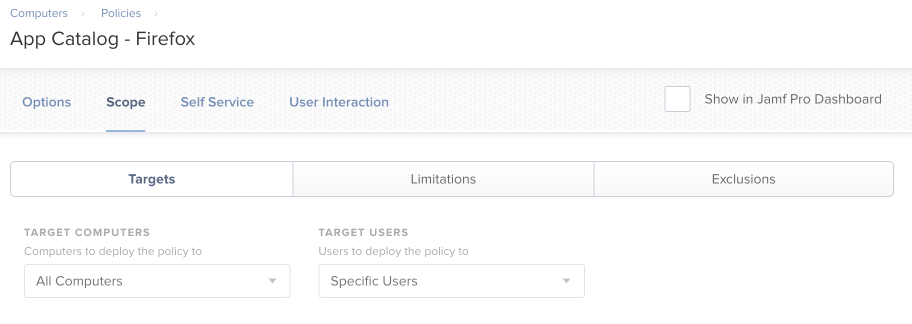 Computers > Policies >
App Catalog - Firefox
Options Scope Self Service User Interaction Show in Jamf Pro Dashboard
Targets Limitations Exclusions
TARGET COMPUTERS TARGET USERS
Computers to deploy the policy to Users to deploy the policy to
All Computers Specific Users